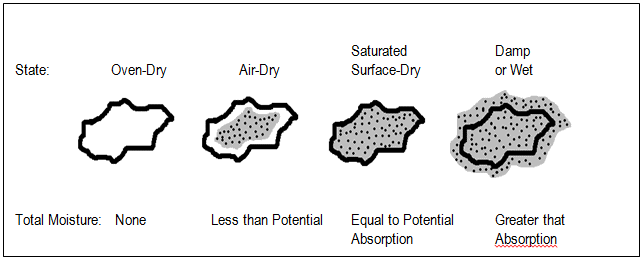 Saturated Damp
State: Oven-Dry Air-Dry Surface-Dry or Wet
Total Moisture: None Less than Potential Equal to Potential Greater that
Absorption Absorption